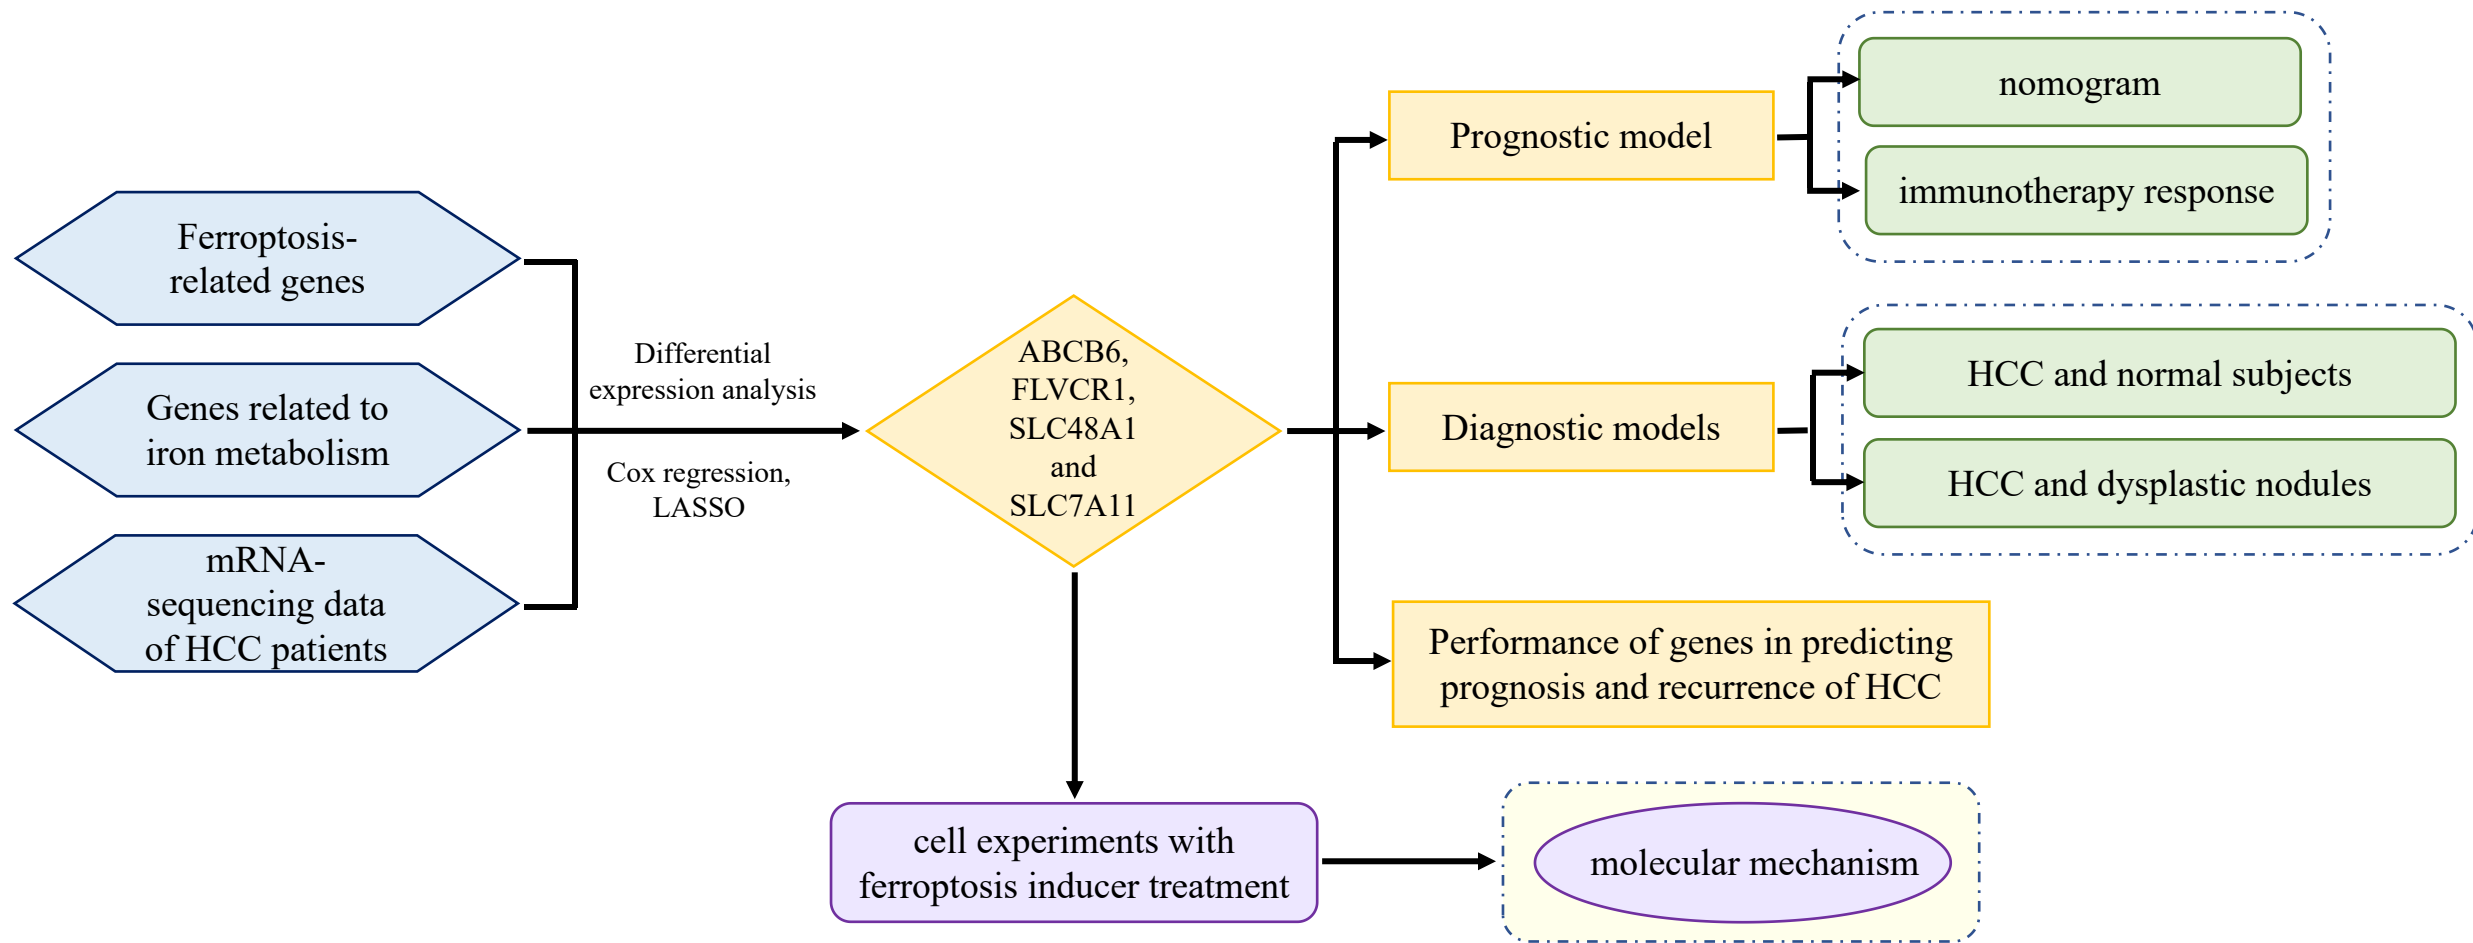 Ferroptosis-
related genes
Genes related to
iron metabolism
mRNA-
sequencing data
of HCC patients
Differential
expression analysis
Cox regression,
LASSO
ABCB6,
FLVCR1,
SLC48A1
and
SLC7A11
Prognostic model
nomogram
immunotherapy response
Diagnostic models
HCC and normal subjects
HCC and dysplastic nodules
Performance of genes in predicting
prognosis and recurrence of HCC
cell experiments with
ferroptosis inducer treatment
molecular mechanism